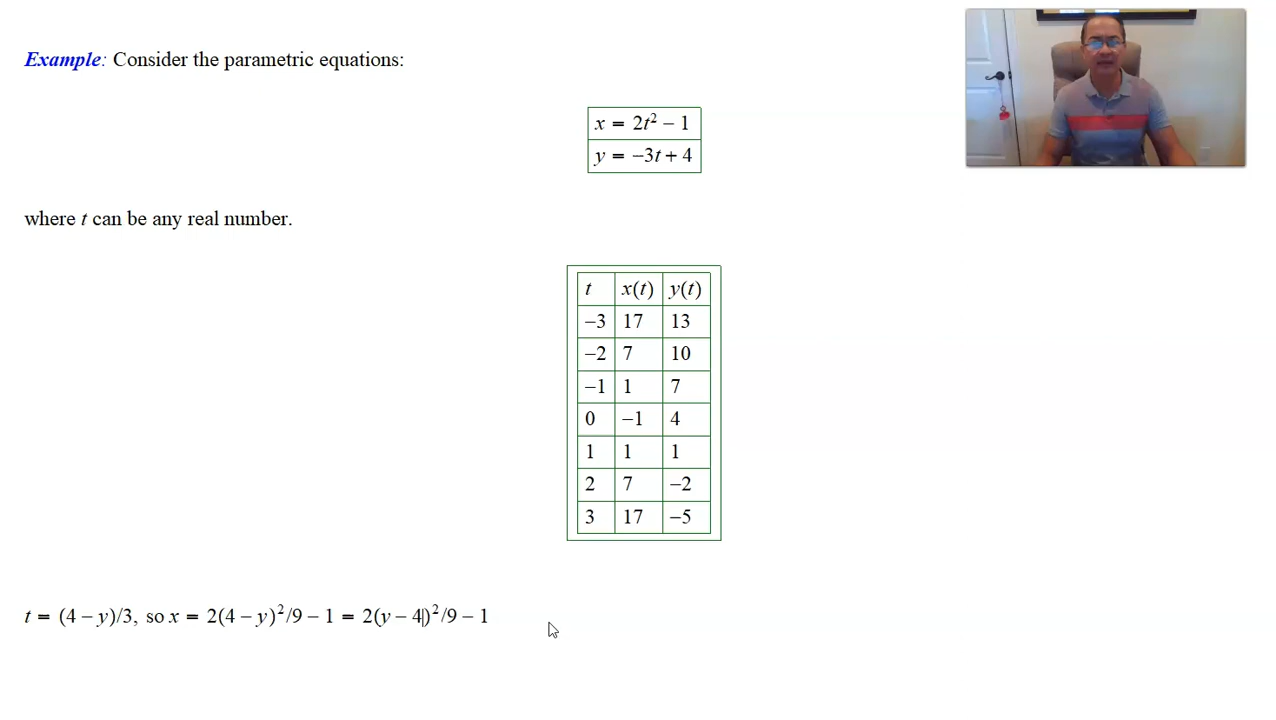 Example: Consider the parametric equations:
x = 2t² − 1
y = −3t + 4
where t can be any real number.
t x(t) y(t)
−3 17 13
−2 7 10
−1 1 7
0 −1 4
1 1 1
2 7 −2
3 17 −5
t = (4 − y)/3, so x = 2(4 − y)²/9 − 1 = 2(y − 4)²/9 − 1